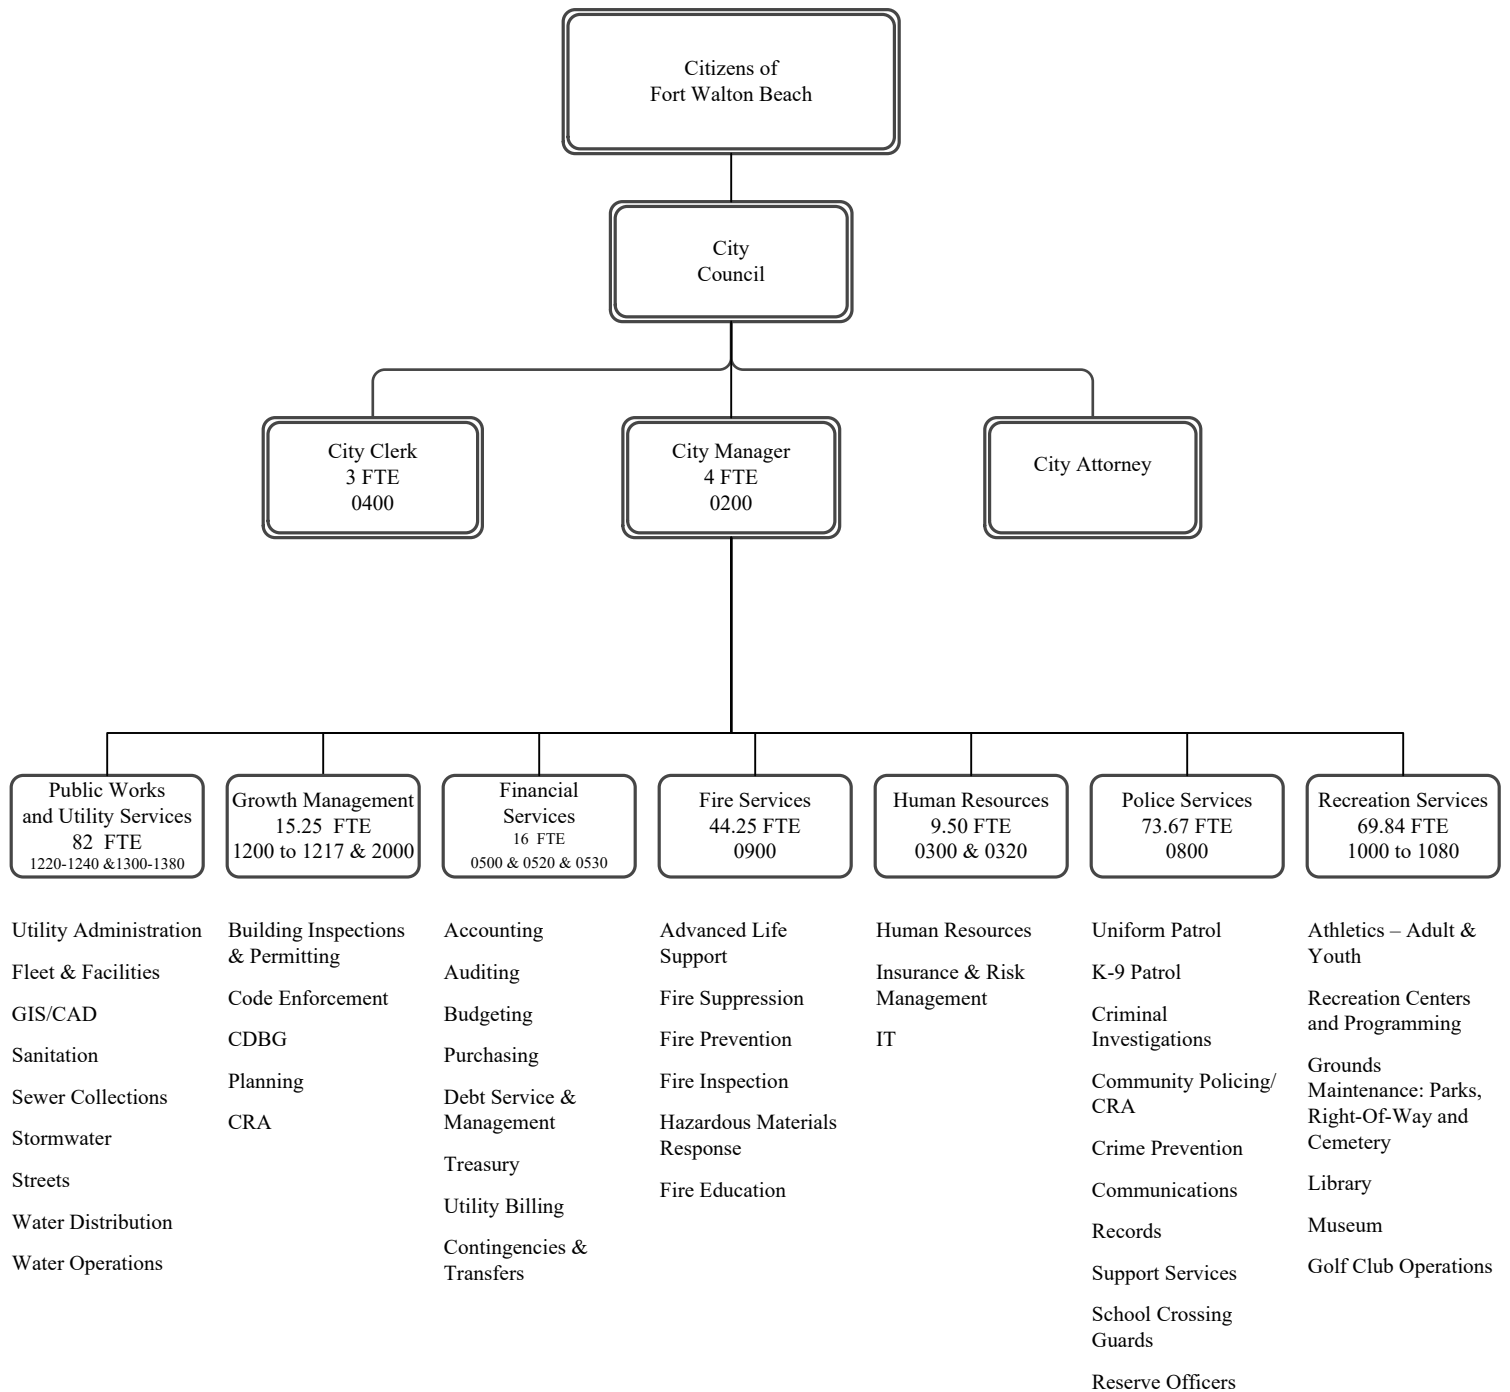 Citizens of
Fort Walton Beach
City
Council
City Clerk
3 FTE
0400
City Manager
4 FTE
0200
City Attorney
Public Works
and Utility Services
82  FTE
1220-1240 &1300-1380
Growth Management
15.25  FTE
1200 to 1217 & 2000
Financial
Services
16  FTE
0500 & 0520 & 0530
Fire Services
44.25 FTE
0900
Human Resources
9.50 FTE
0300 & 0320
Police Services
73.67 FTE
0800
Recreation Services
69.84 FTE
1000 to 1080
Utility Administration
Fleet & Facilities
GIS/CAD
Sanitation
Sewer Collections
Stormwater
Streets
Water Distribution
Water Operations
Building Inspections
& Permitting
Code Enforcement
CDBG
Planning
CRA
Accounting
Auditing
Budgeting
Purchasing
Debt Service &
Management
Treasury
Utility Billing
Contingencies &
Transfers
Advanced Life
Support
Fire Suppression
Fire Prevention
Fire Inspection
Hazardous Materials
Response
Fire Education
Human Resources
Insurance & Risk
Management
IT
Uniform Patrol
K-9 Patrol
Criminal
Investigations
Community Policing/
CRA
Crime Prevention
Communications
Records
Support Services
School Crossing
Guards
Reserve Officers
Athletics – Adult &
Youth
Recreation Centers
and Programming
Grounds
Maintenance: Parks,
Right-Of-Way and
Cemetery
Library
Museum
Golf Club Operations